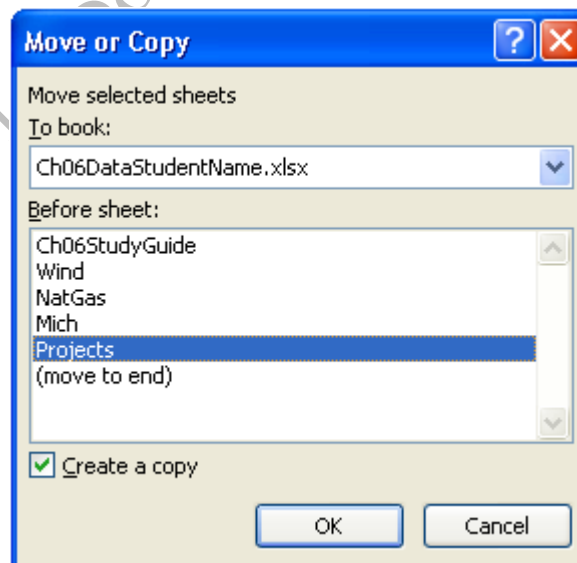 Move or Copy
Move selected sheets
To book:
Ch06DataStudentName.xlsx
Before sheet:
Ch06StudyGuide
Wind
NatGas
Mich
Projects
(move to end)
Create a copy
OK
Cancel